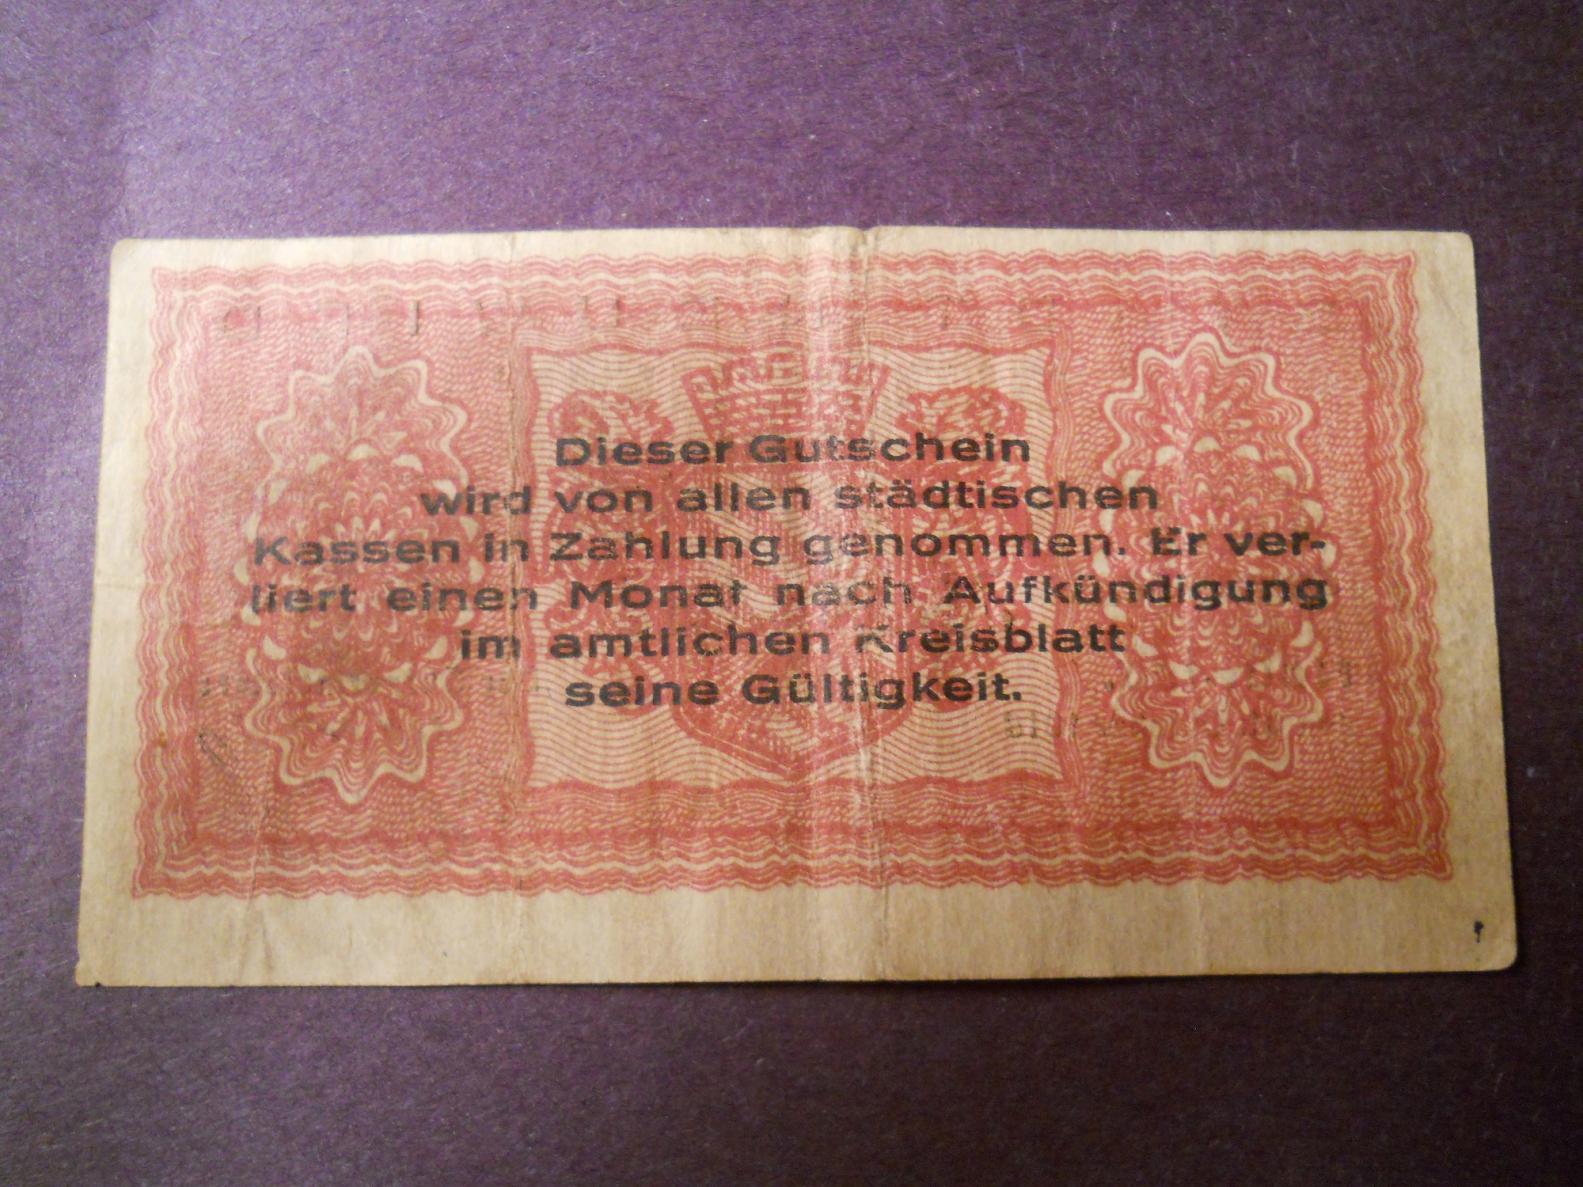 Dieser Gutschein
wird von allen städtischen
Kassen in Zahlung genommen. Er ver-
liert einen Monat nach Aufkündigung
im amtlichen Kreisblatt
seine Gültigkeit.